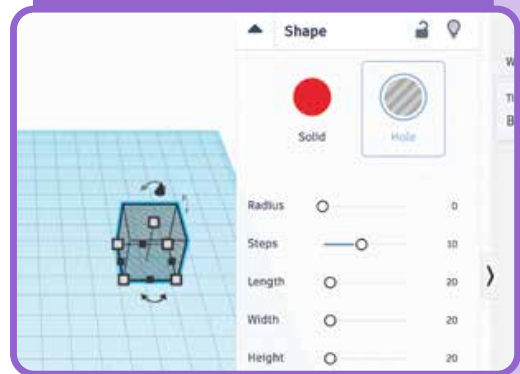 Shape
Solid
Hole
Radius 0
Steps 10
Length 20
Width 20
Height 20